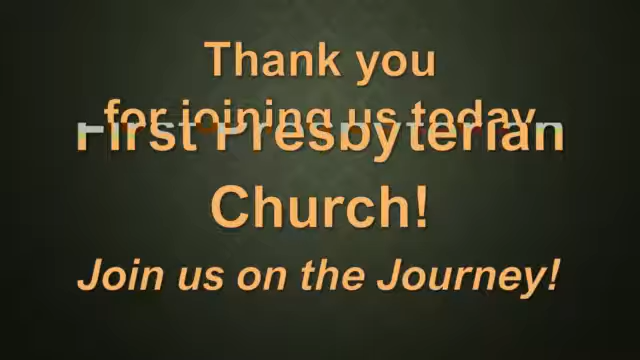 Thank you
for joining us today
First Presbyterian
Church!
Join us on the Journey!